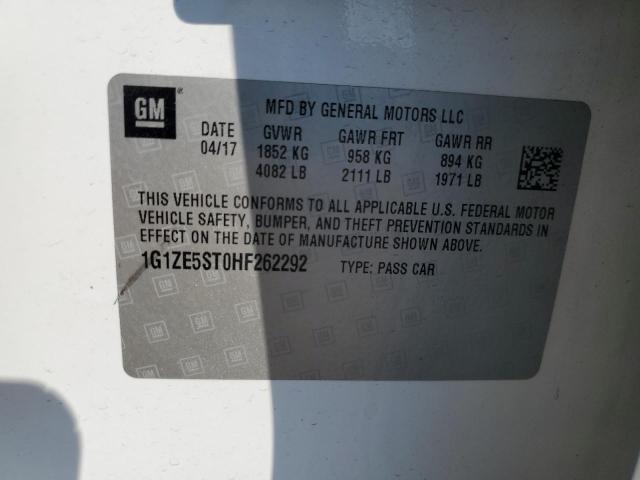 GM
MFD BY GENERAL MOTORS LLC
DATE GVWR GAWR FRT GAWR RR
04/17 1852 KG 958 KG 894 KG
4082 LB 2111 LB 1971 LB
THIS VEHICLE CONFORMS TO ALL APPLICABLE U.S. FEDERAL MOTOR
VEHICLE SAFETY, BUMPER, AND THEFT PREVENTION STANDARDS IN
EFFECT ON THE DATE OF MANUFACTURE SHOWN ABOVE.
1G1ZE5ST0HF262292 TYPE: PASS CAR